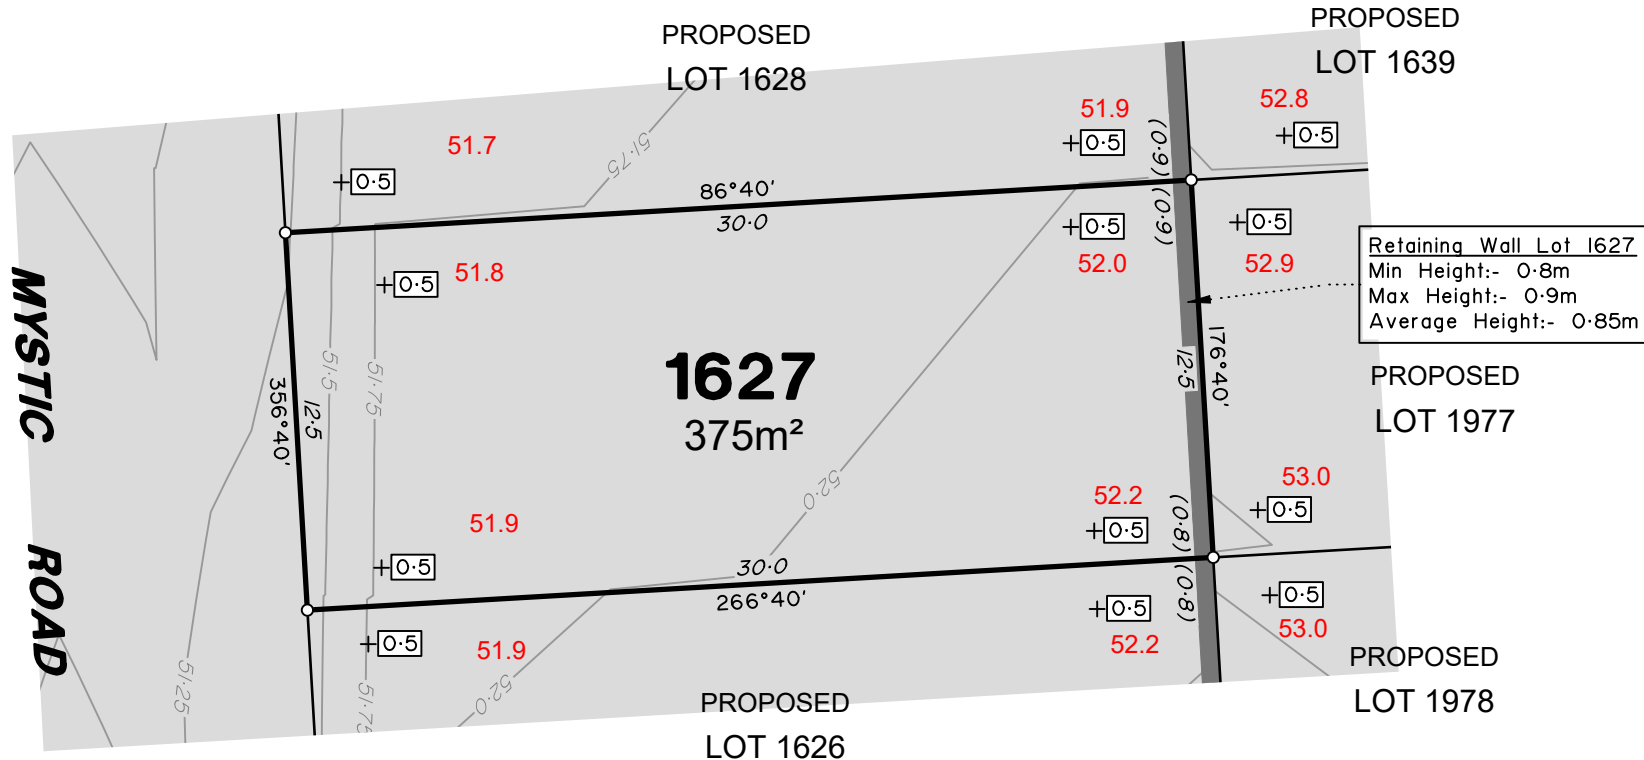 PROPOSED
LOT 1628
PROPOSED
LOT 1639
51.7
51.9
52.8
0·5
0·5
0·5
51·75
(0·9)
(0·9)
86°40'
30·0
0·5
0·5
51.8
52.0
52.9
0·5
Retaining Wall Lot 1627
Min Height:- 0·8m
Max Height:- 0·9m
Average Height:- 0·85m
MYSTIC ROAD
356°40'
12·5
51·5
51·75
1627
375m²
12·5
176°40'
PROPOSED
LOT 1977
52·0
51.9
52.2
53.0
0·5
0·5
0·5
(0·8)
(0·8)
30·0
266°40'
0·5
0·5
0·5
51.9
52.2
53.0
51·25
51·75
52·0
PROPOSED
LOT 1626
PROPOSED
LOT 1978